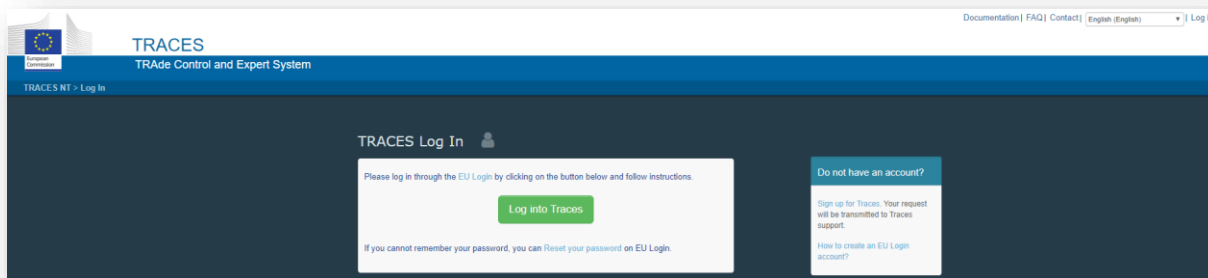 Documentation | FAQ | Contact | English (English) | Log
TRACES
European
Commission
TRAde Control and Expert System
TRACES NT > Log In
TRACES Log In
Please log in through the EU Login by clicking on the button below and follow instructions.
Log into Traces
If you cannot remember your password, you can Reset your password on EU Login.
Do not have an account?
Sign up for Traces. Your request
will be transmitted to Traces
support.
How to create an EU Login
account?